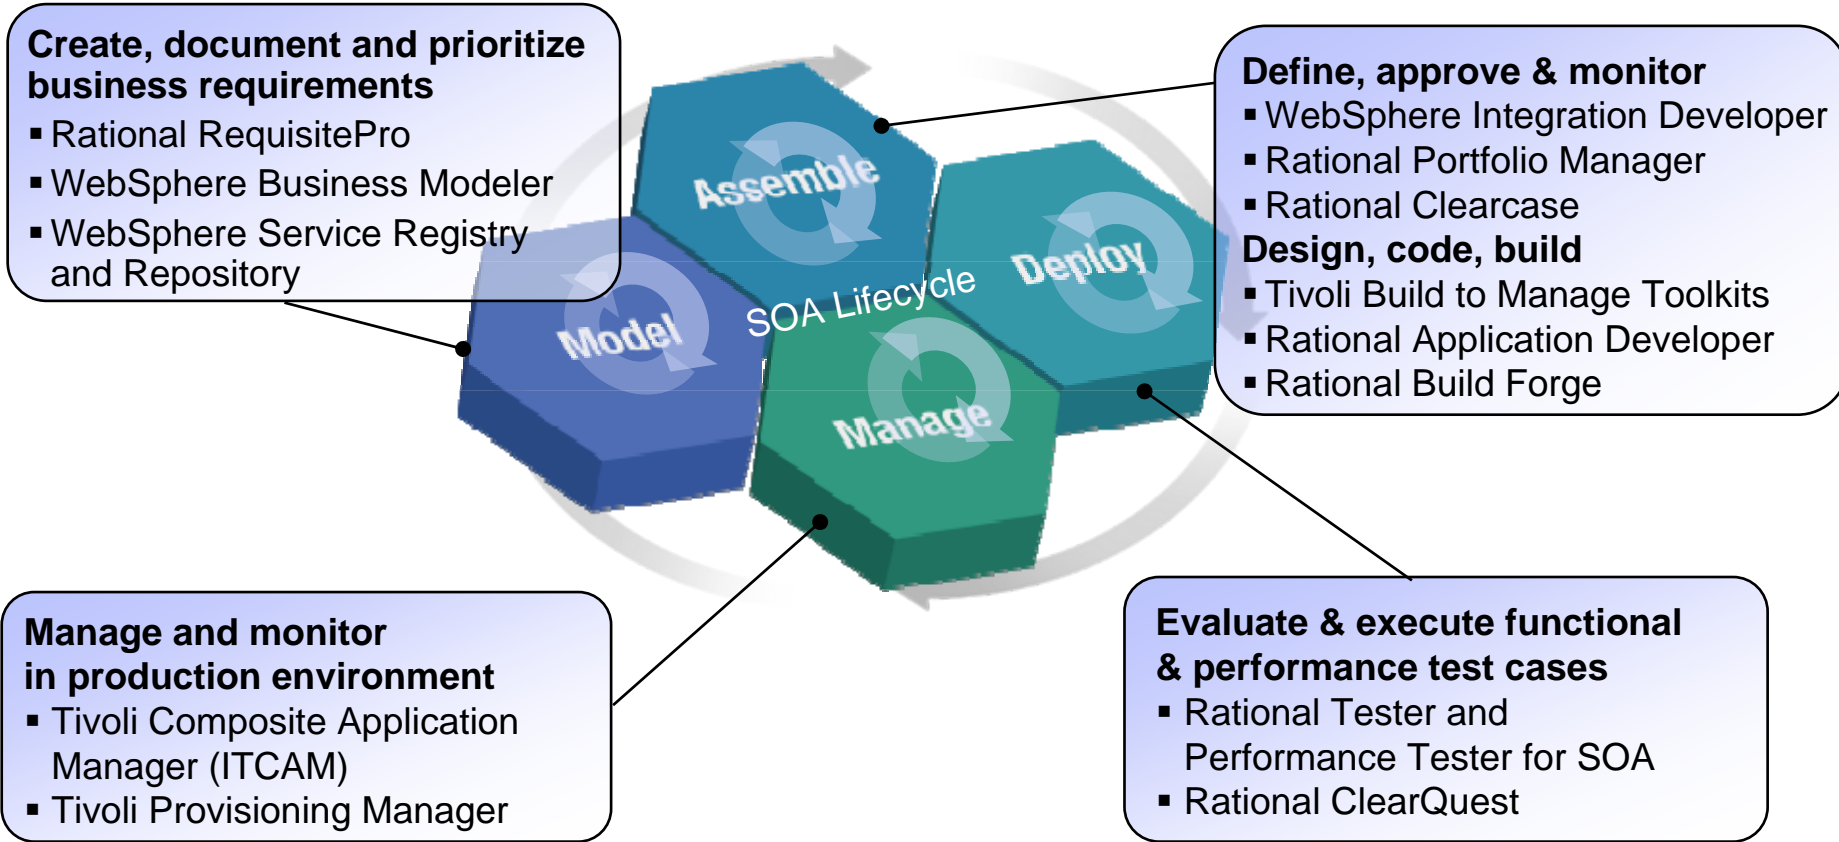 Create, document and prioritize
business requirements
▪ Rational RequisitePro
▪ WebSphere Business Modeler
▪ WebSphere Service Registry
and Repository
Define, approve & monitor
▪ WebSphere Integration Developer
▪ Rational Portfolio Manager
▪ Rational Clearcase
Design, code, build
▪ Tivoli Build to Manage Toolkits
▪ Rational Application Developer
▪ Rational Build Forge
Assemble
Deploy
SOA Lifecycle
Model
Manage
Manage and monitor
in production environment
▪ Tivoli Composite Application
Manager (ITCAM)
▪ Tivoli Provisioning Manager
Evaluate & execute functional
& performance test cases
▪ Rational Tester and
Performance Tester for SOA
▪ Rational ClearQuest